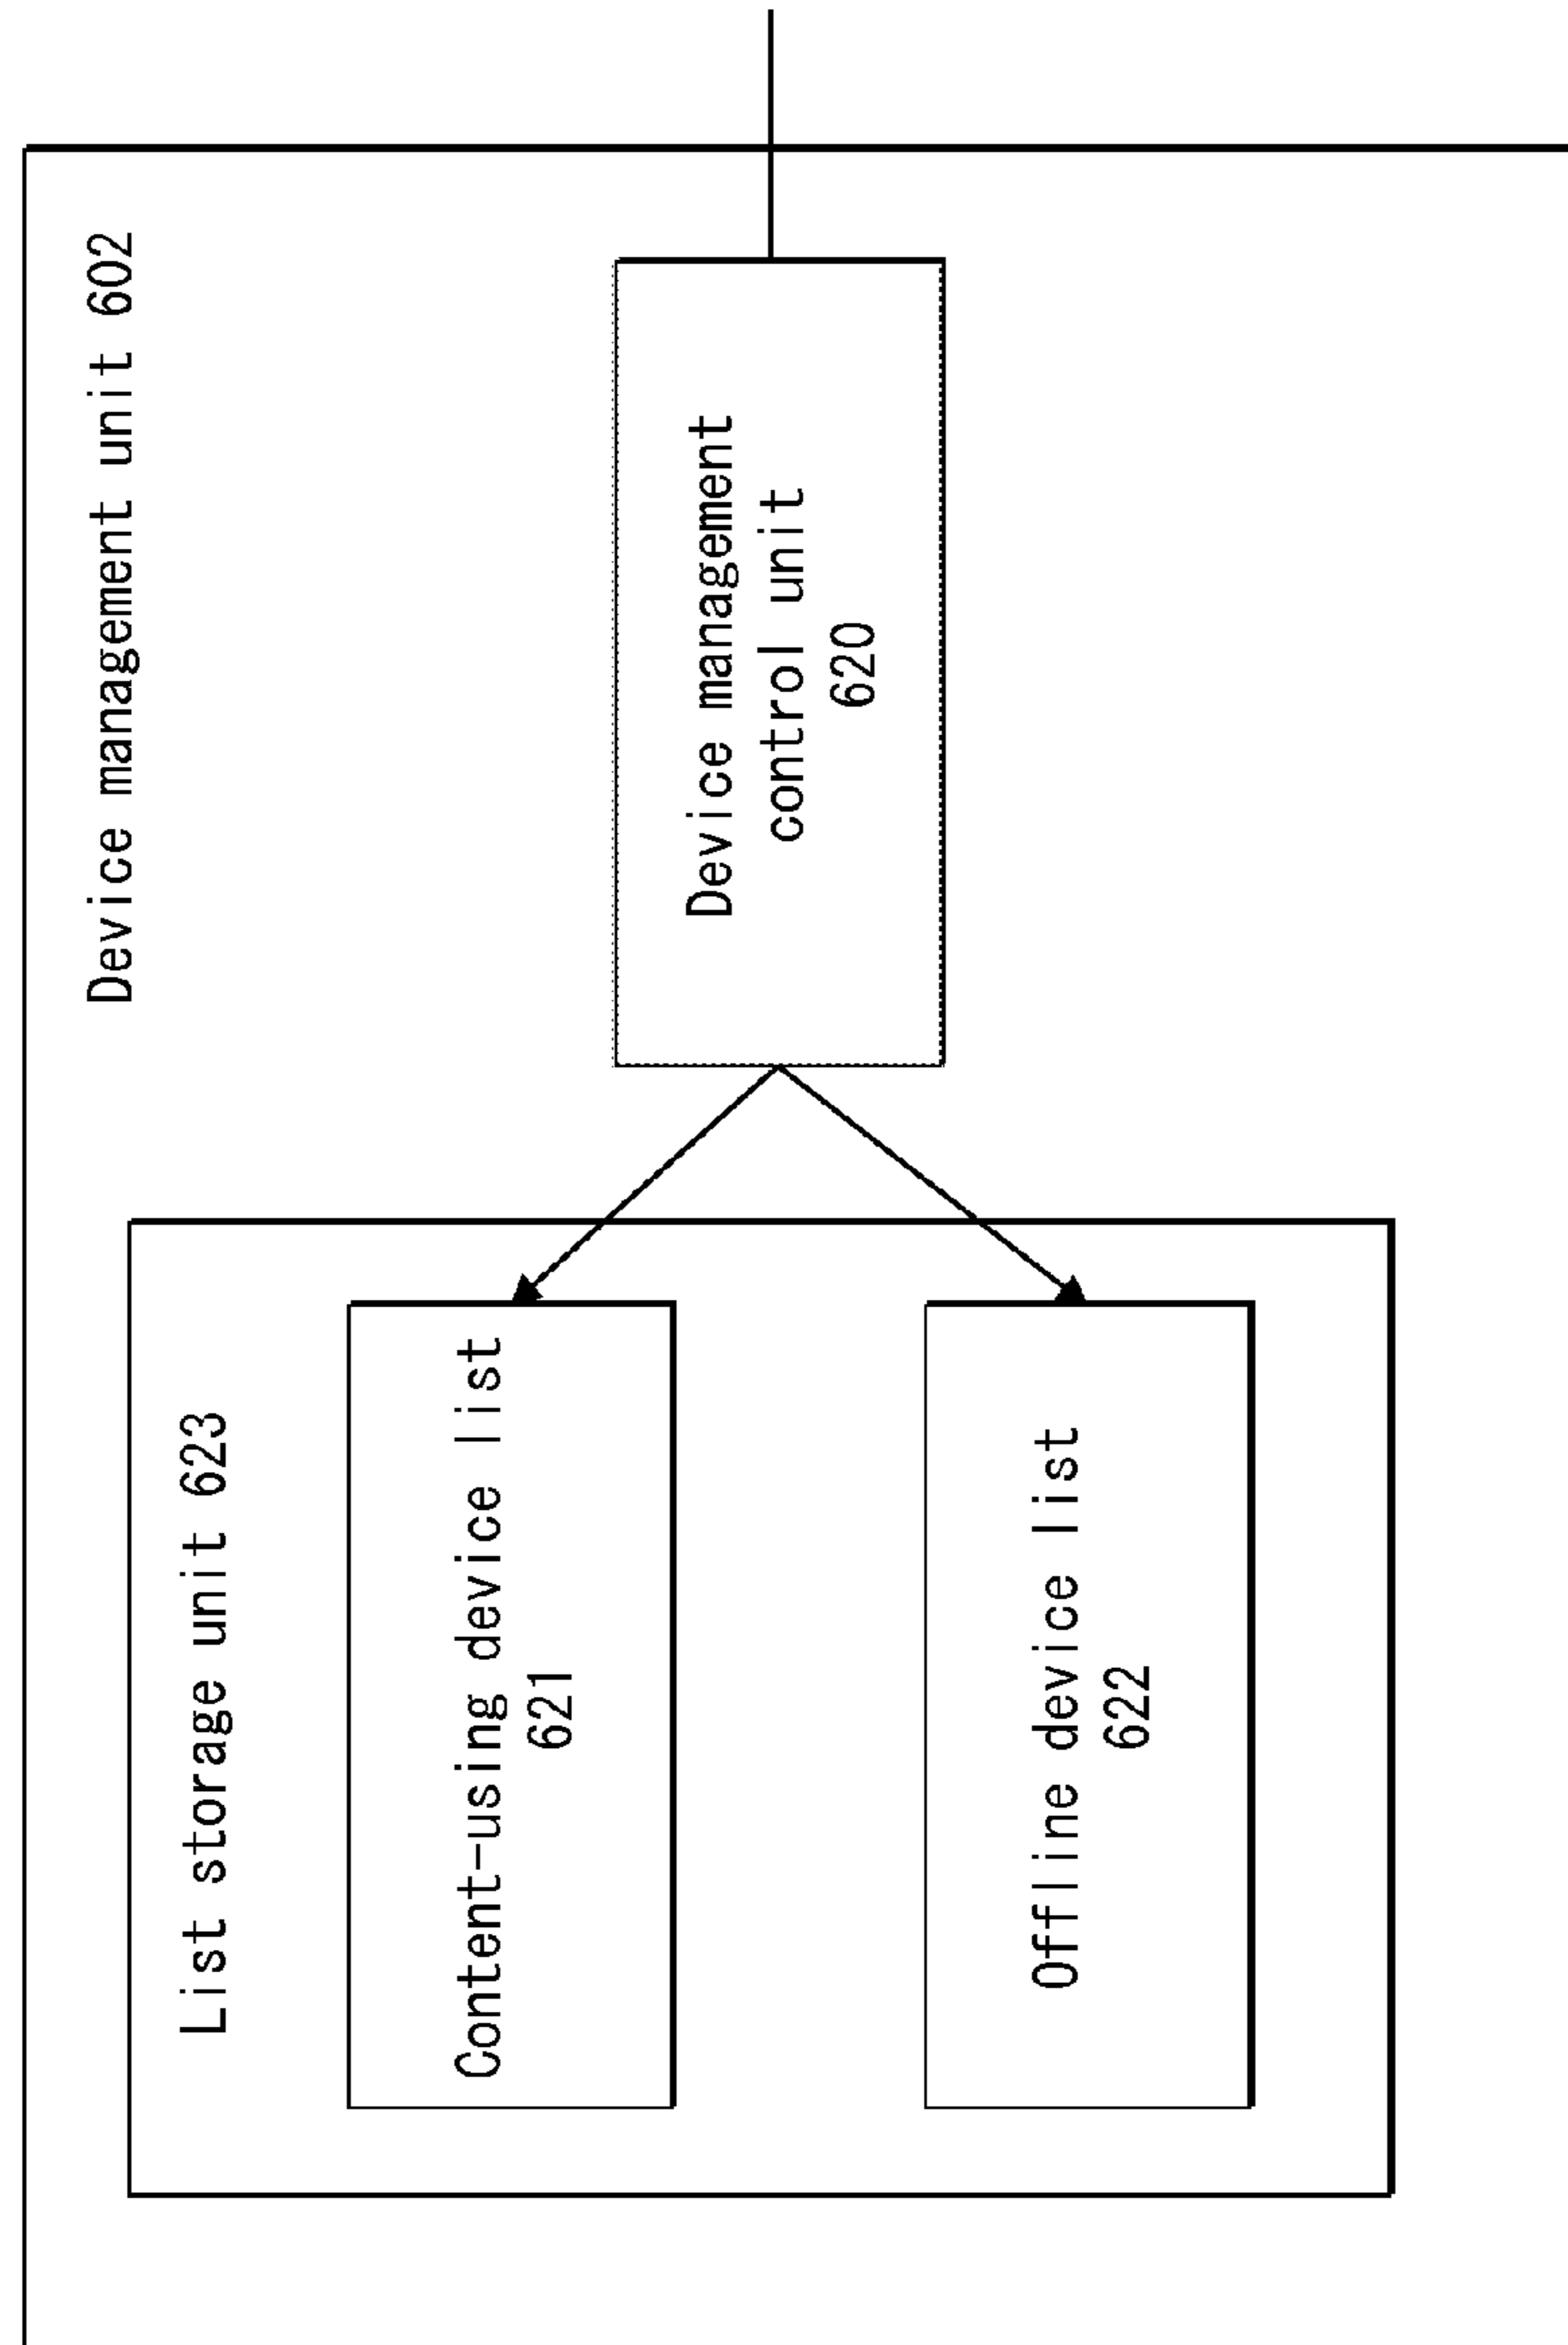 Device management unit 602
List storage unit 623
Content-using device list
621
Device management
control unit
620
Offline device list
622